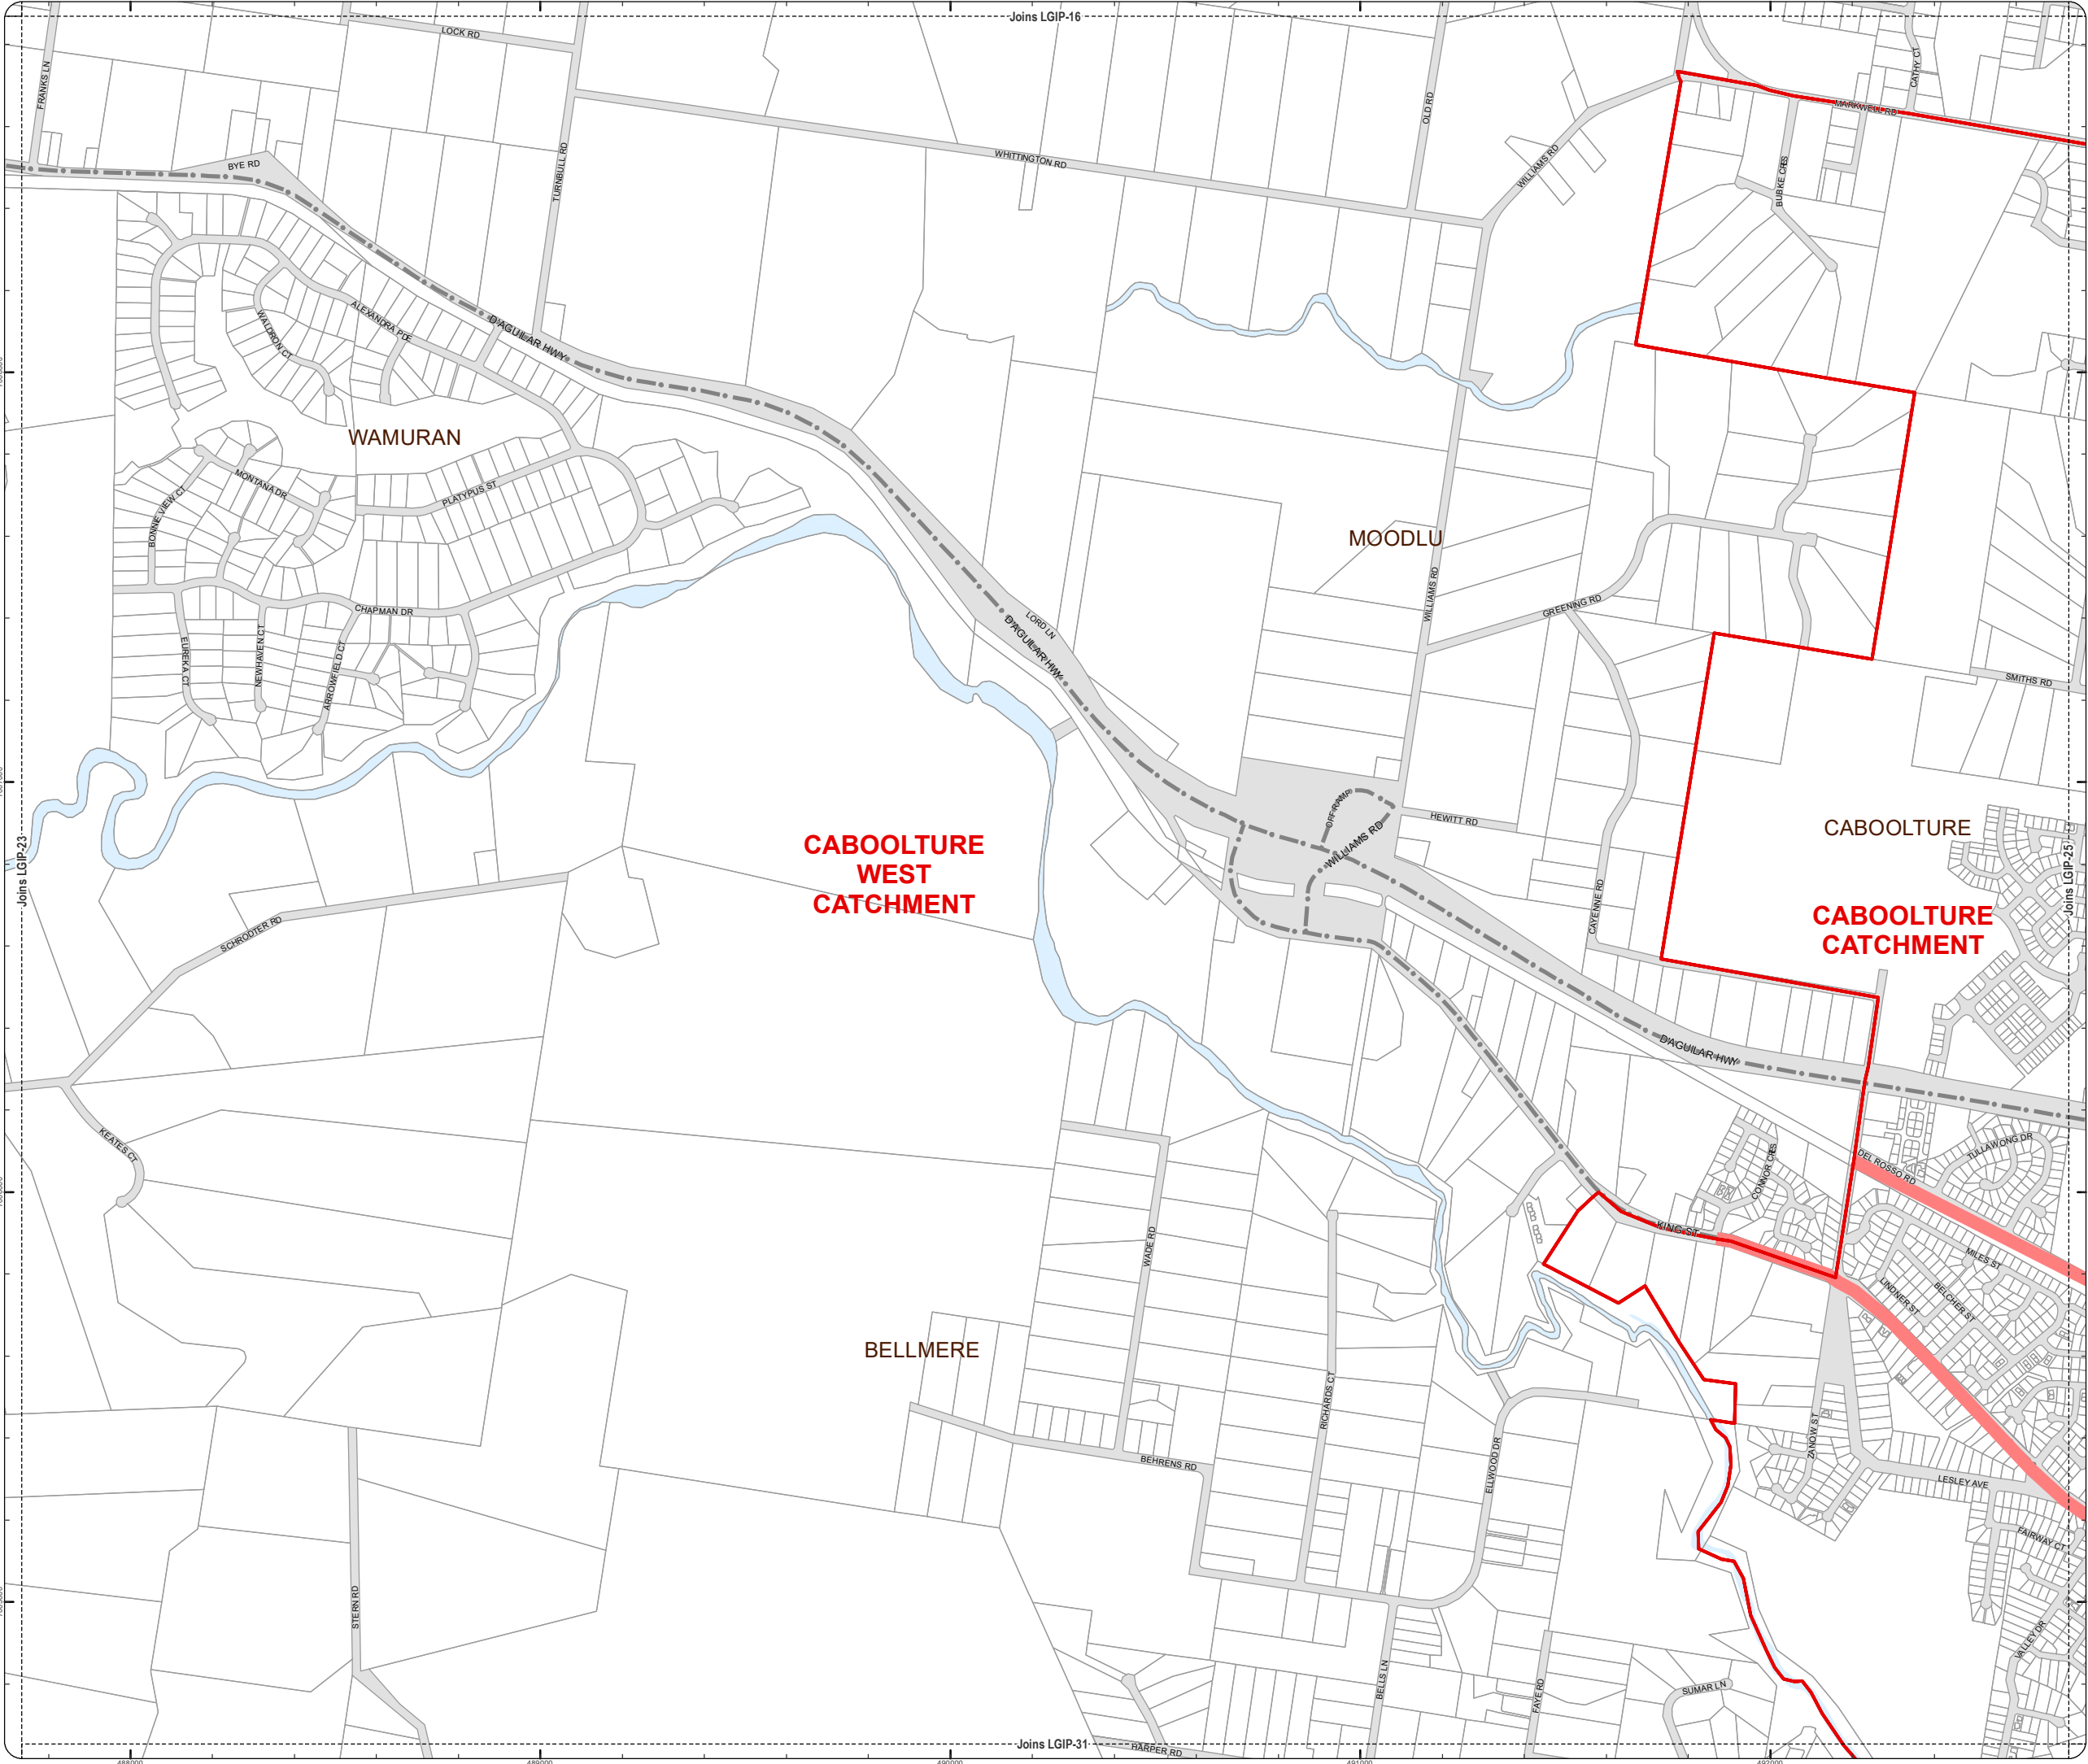 Joins LGIP-16
LOCK RD
FRANKS LN
CATHY CT
OLD RD
MARKWELL RD
BYE RD
WHITTINGTON RD
WILLIAMS RD
TURNBULL RD
BUBKE CRES
ALEXANDRA PDE
WALDRON CT
D'AGUILAR HWY
WAMURAN
MONTANA DR
PLATYPUS ST
BONNIE VIEW CT
MOODLU
WILLIAMS RD
GREENING RD
CHAPMAN DR
LORD LN
D'AGUILAR HWY
EUREKA CT
NEWHAVEN CT
ARROWFIELD CT
SMITHS RD
OFF RAMP
WILLIAMS RD
HEWITT RD
CABOOLTURE
Joins LGIP-23
Joins LGIP-25
CABOOLTURE
WEST
CATCHMENT
CAYENNE RD
CABOOLTURE
CATCHMENT
SCHRODTER RD
D'AGUILAR HWY
KEATES CT
TULLAWONG DR
DEL ROSSO RD
CONNOR CRES
KING ST
WADE RD
MILES ST
LINDNER ST
BELCHER ST
BELLMERE
RICHARDS CT
ELLWOOD DR
ZANOW ST
BEHRENS RD
LESLEY AVE
FAIRWAY CT
STERN RD
VALLEY DR
BELLS LN
FAYE RD
SUMAR LN
Joins LGIP-31
HARPER RD
488000
489000
490000
491000
492000